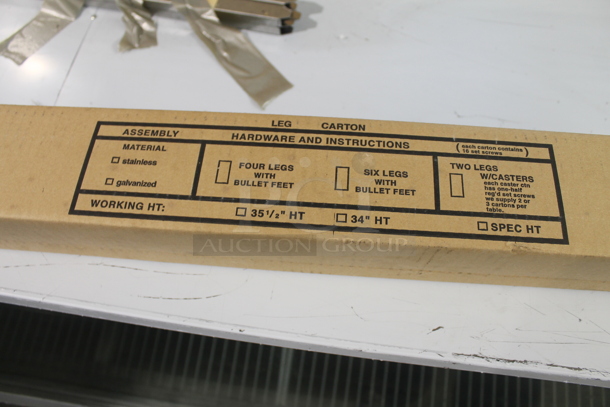 LEG CARTON
ASSEMBLY HARDWARE AND INSTRUCTIONS (each carton contains 16 set screws)
MATERIAL
☐ stainless
☐ galvanized
FOUR LEGS
WITH
BULLET FEET
SIX LEGS
WITH
BULLET FEET
TWO LEGS
W/CASTERS
each caster ctn
has one-half
req'd set screws
we supply 2 or
3 cartons per
table.
WORKING HT: ☐ 35 1/2" HT ☐ 34" HT ☐ SPEC HT
PCI
AUCTION GROUP